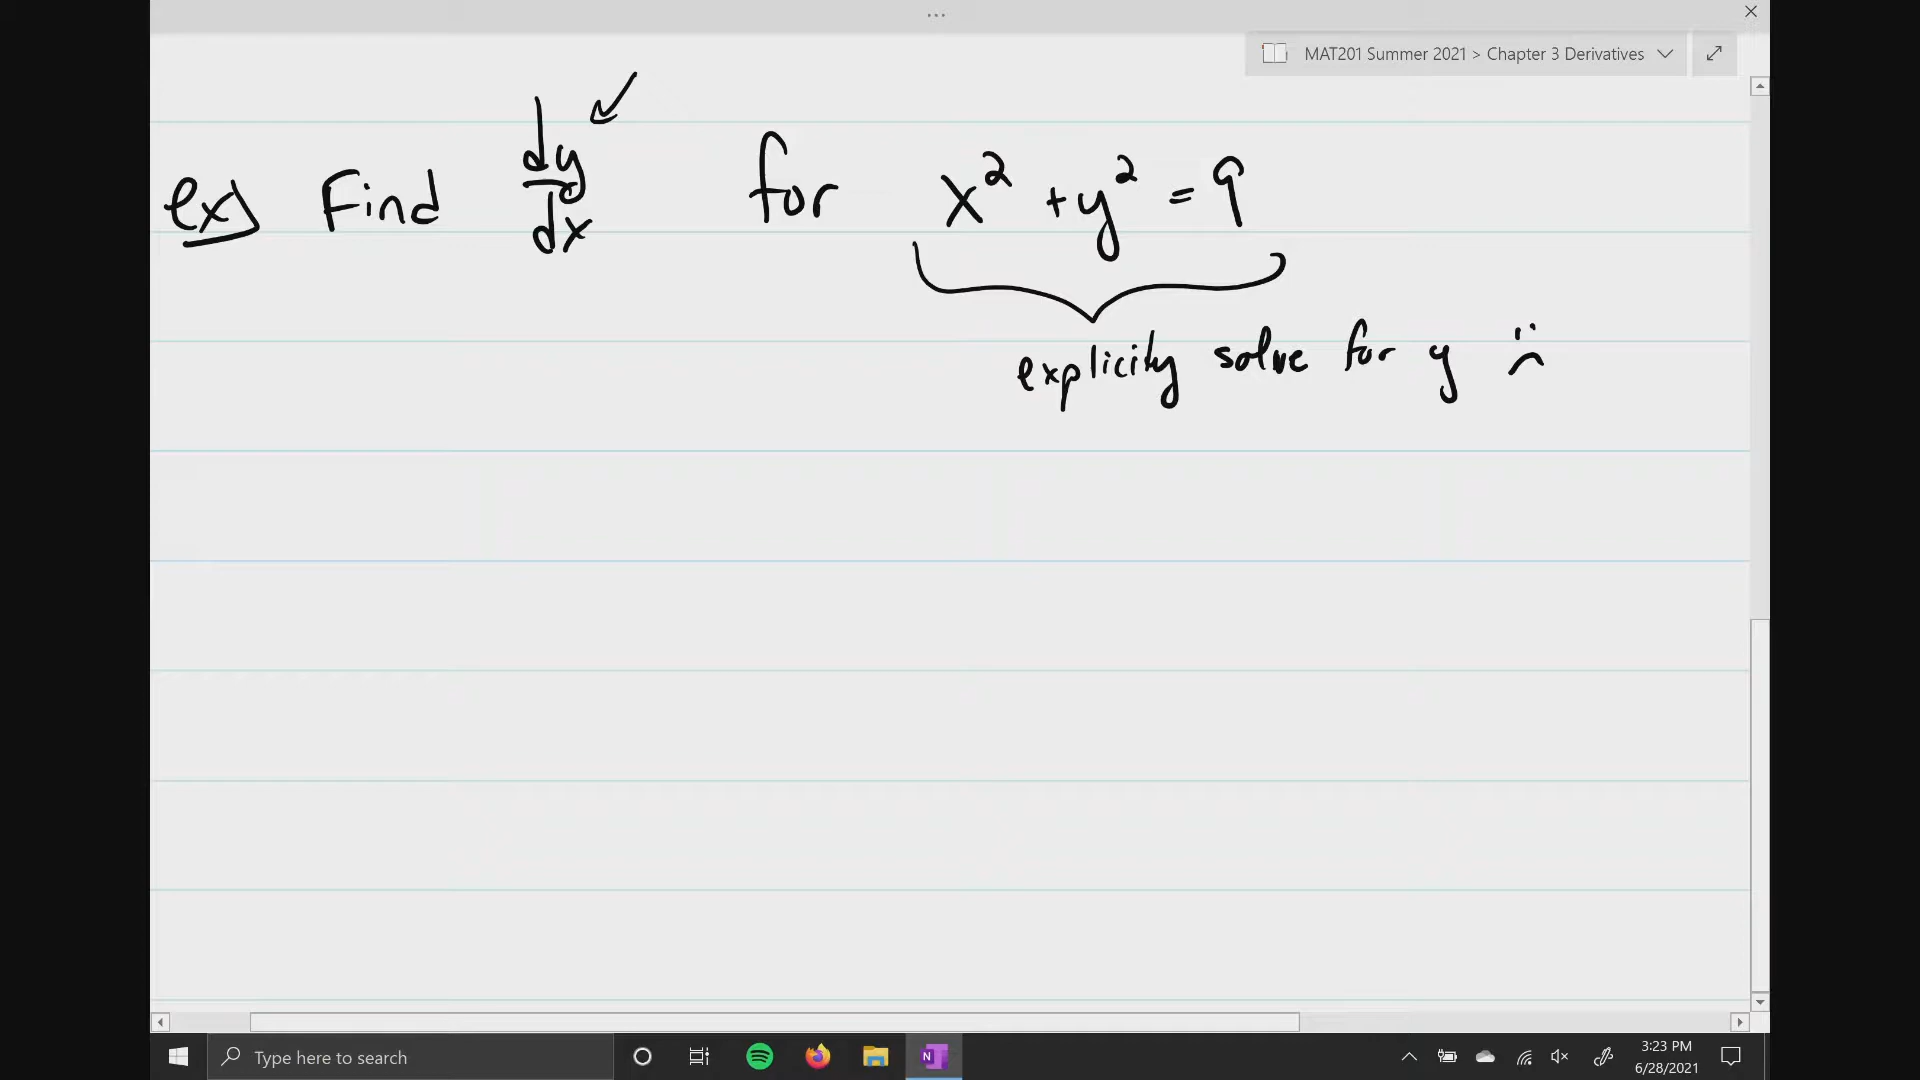 ...
MAT201 Summer 2021 > Chapter 3 Derivatives
ex) Find dy/dx for x² + y² = 9
explicity solve for y :(
Type here to search
3:23 PM
6/28/2021